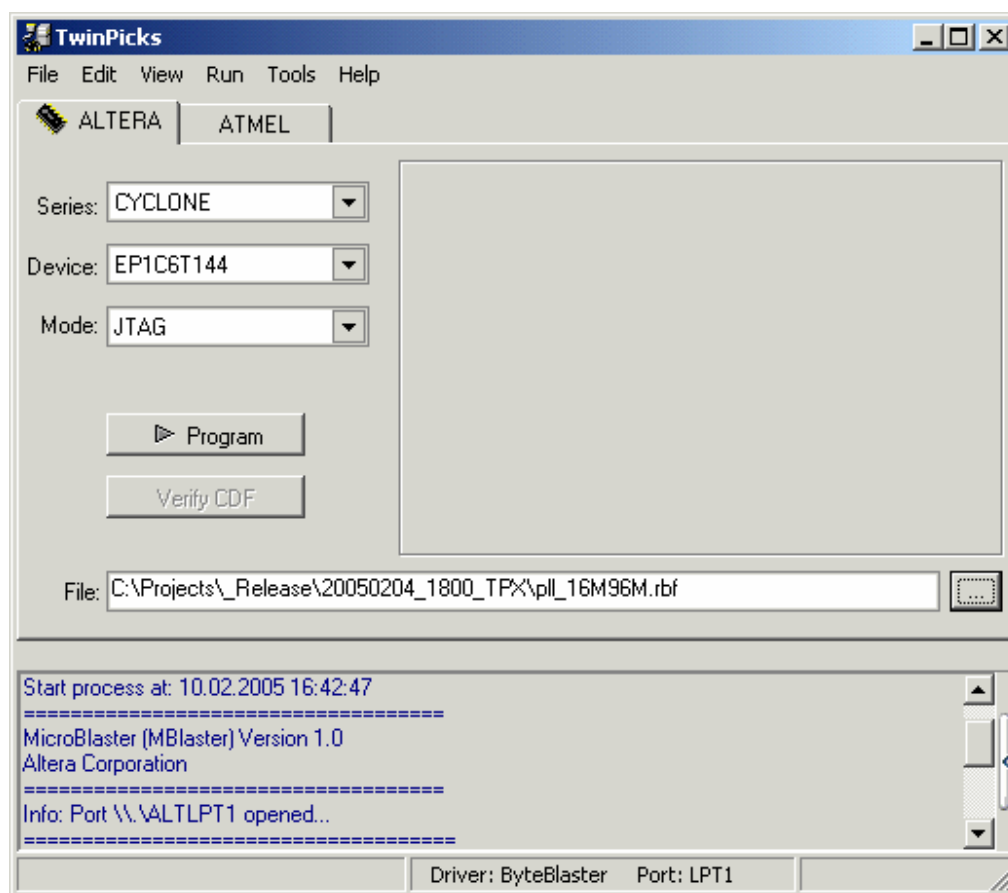 TwinPicks
File Edit View Run Tools Help
ALTERA ATMEL
Series: CYCLONE
Device: EP1C6T144
Mode: JTAG
Program
Verify CDF
File: C:\Projects\_Release\20050204_1800_TPX\pll_16M96M.rbf ...
Start process at: 10.02.2005 16:42:47
====================================
MicroBlaster (MBlaster) Version 1.0
Altera Corporation
====================================
Info: Port \\.\ALTLPT1 opened...
=====================================
Driver: ByteBlaster Port: LPT1